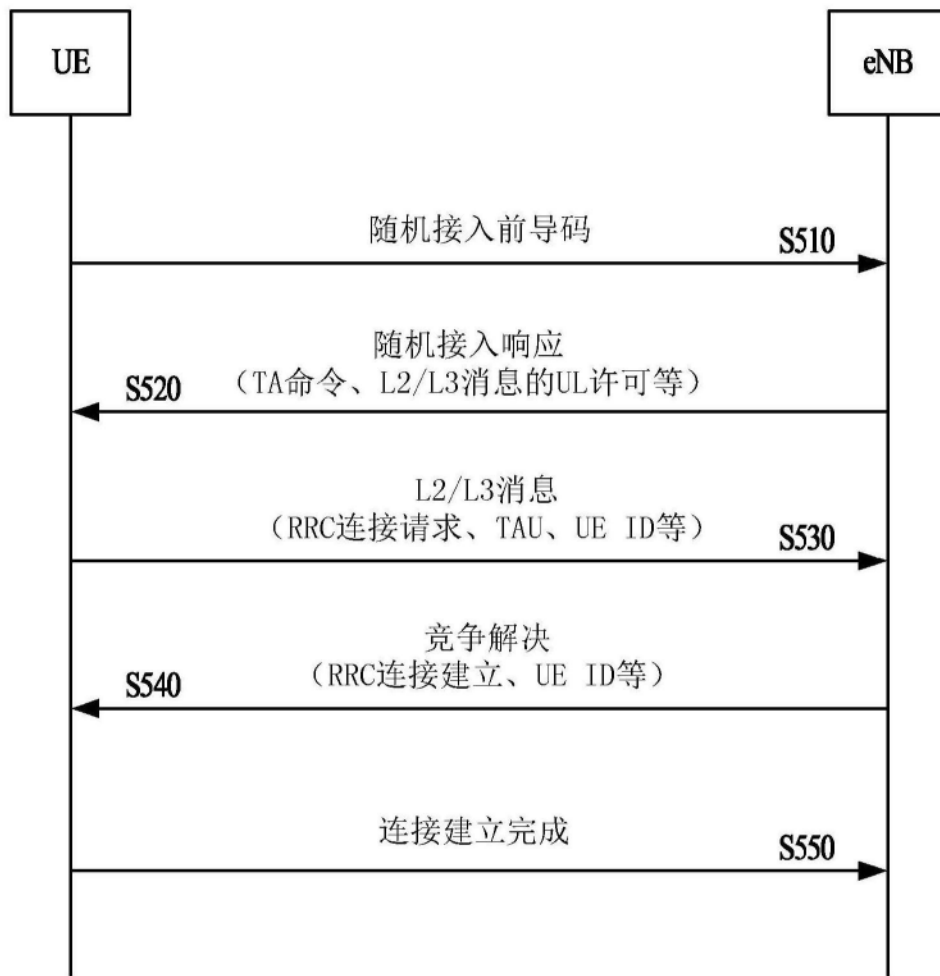 UE
eNB
随机接入前导码
S510
随机接入响应
S520
（TA命令、L2/L3消息的UL许可等）
L2/L3消息
（RRC连接请求、TAU、UE ID等）
S530
竞争解决
（RRC连接建立、UE ID等）
S540
连接建立完成
S550